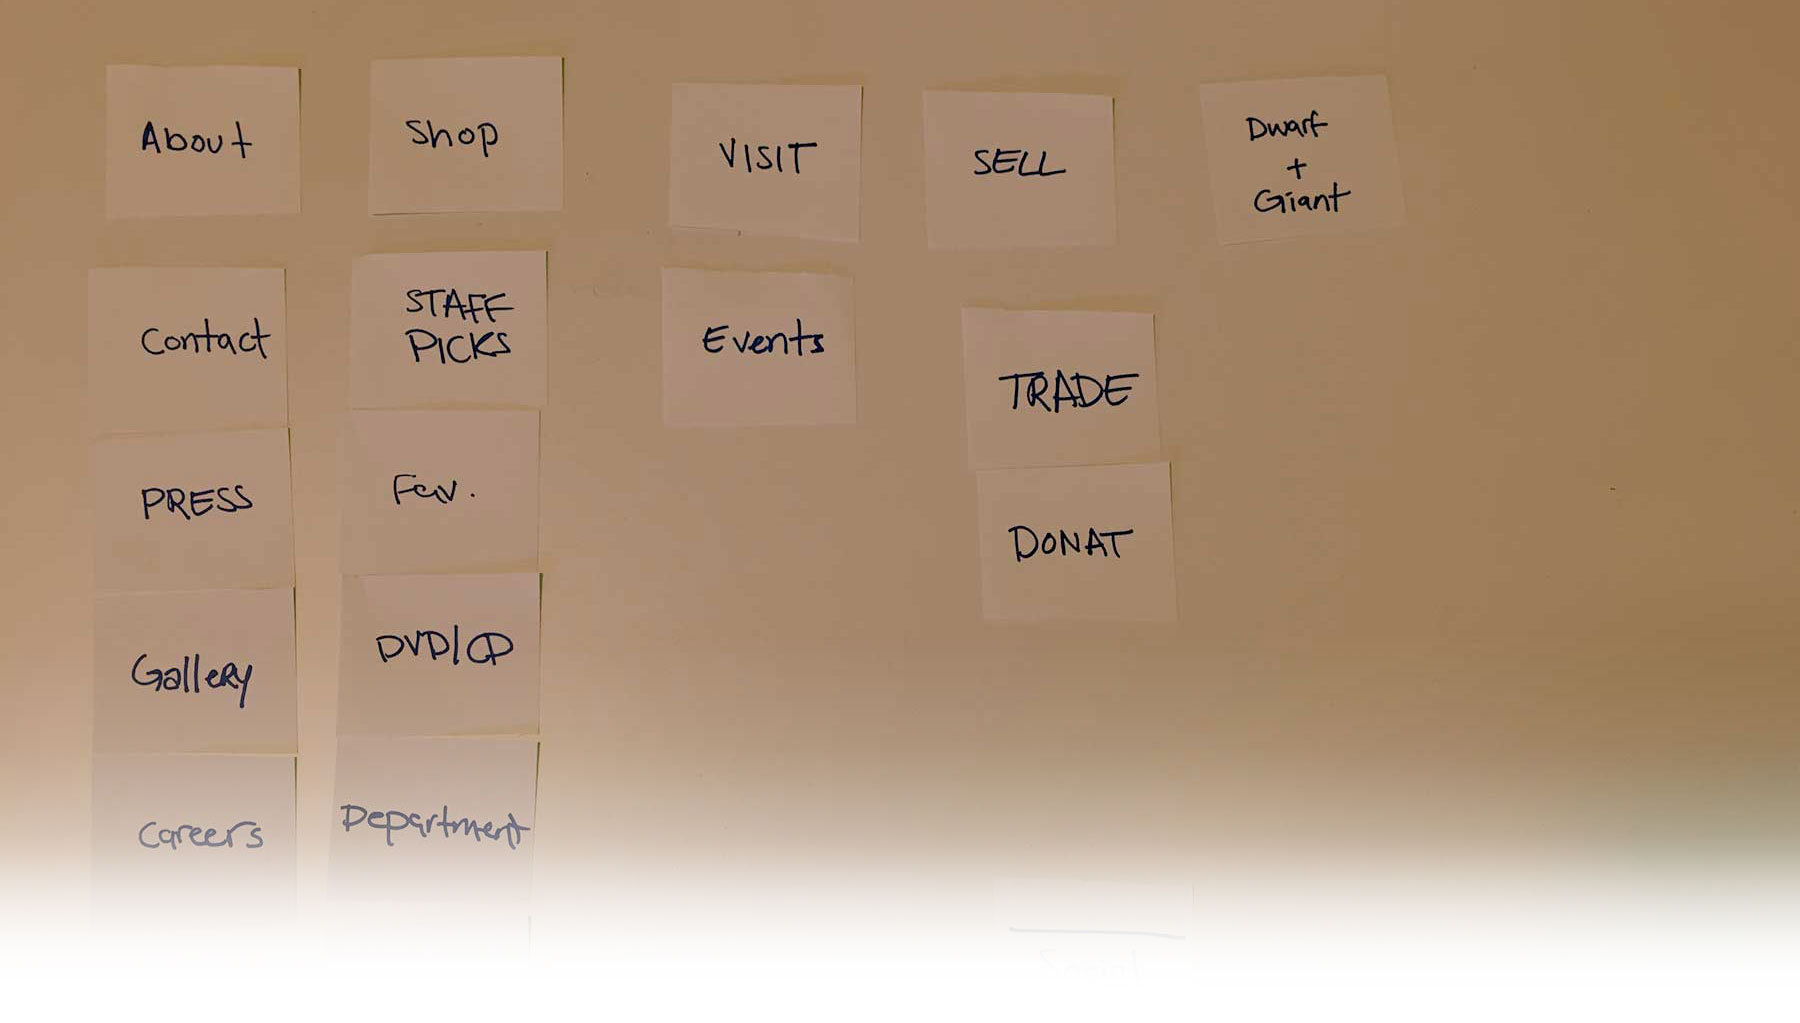 About
Shop
VISIT
SELL
Dwarf
+
Giant
Contact
STAFF
PICKS
Events
TRADE
PRESS
Fav.
DONAT
Gallery
DVD/CD
Careers
Department